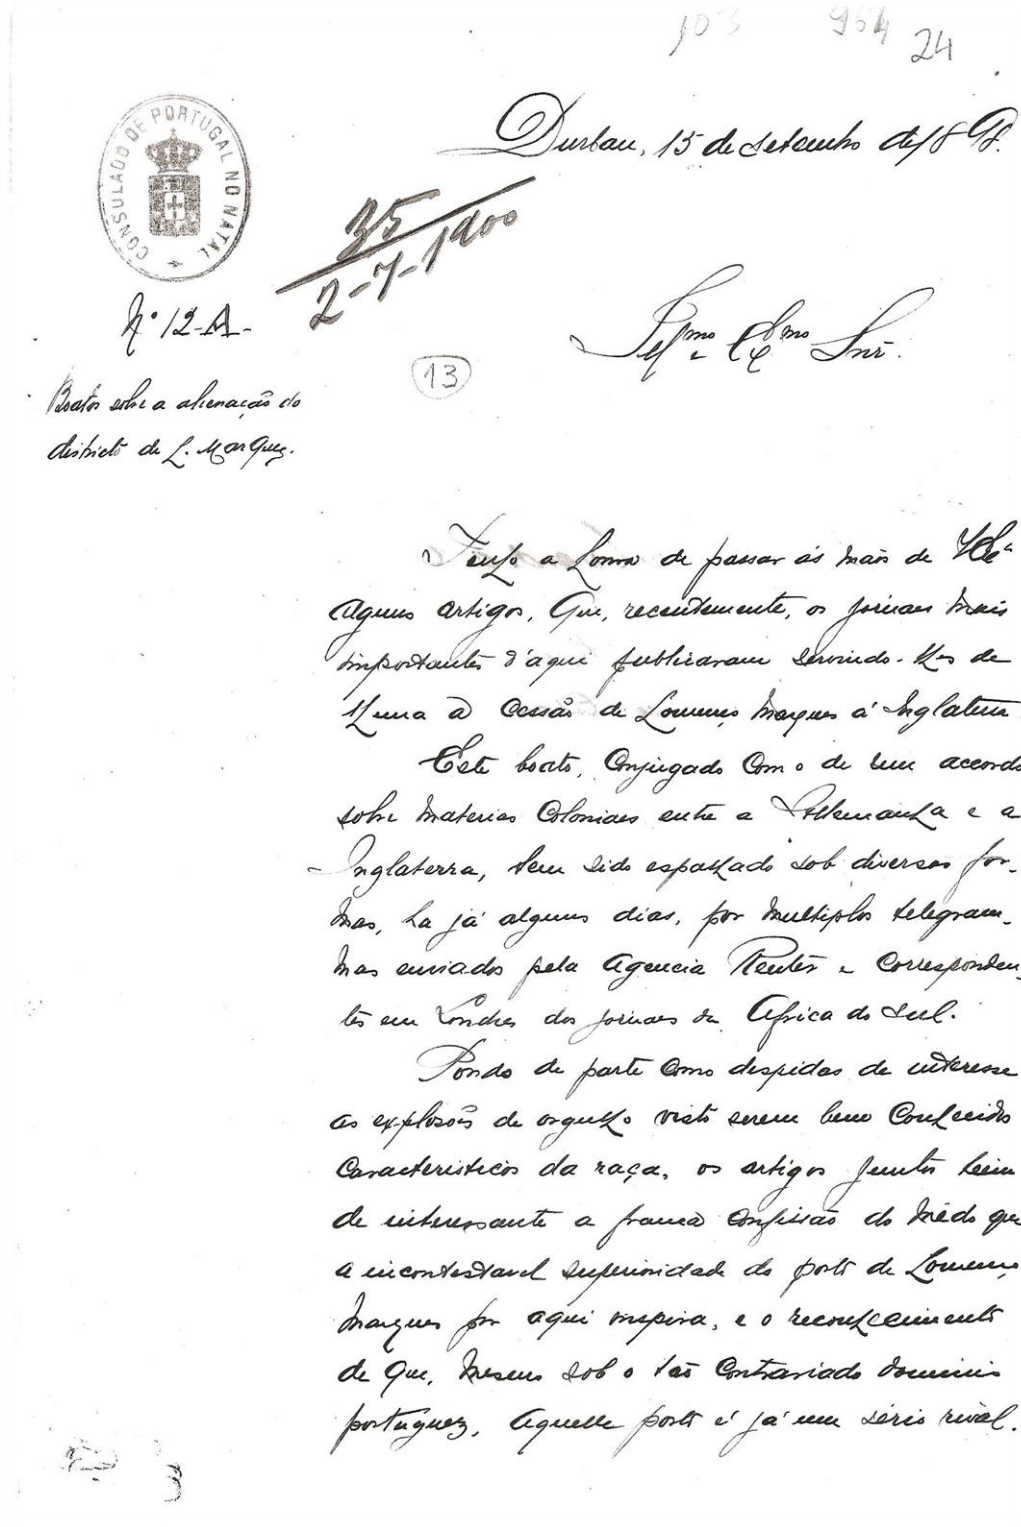 103 964 24
CONSULADO DE PORTUGAL NO NATAL
Durban, 15 de Setembro de 1898.
35
2-7-1900
Nº 12-A-
13
Illmo e Exmo Snr.
Boatos sobre a alienação do
districto de L. Marques.
Tenho a honra de passar ás mãos de VExa
alguns artigos, que, recentemente, os jornaes mais
importantes d'aqui publicaram servindo-lhes de
thema a cessão de Lourenço Marques á Inglaterra
Este boato, conjugado com o de um accordo
sobre materias coloniaes entre a Allemanha e a
Inglaterra, tem sido espalhado sob diversas for-
mas, ha já alguns dias, por multiplos telegram-
mas enviados pela Agencia Reuter e corresponden-
tes em Londres dos jornaes da Africa do Sul.
Pondo de parte como despidas de interesse
as explosões de orgulho visto serem bem conhecidos
caracteristicos da raça, os artigos juntos teem
de interessante a franca confissão do mêdo que
a incontestavel superioridade do porto de Lourenço
Marques por aqui inspira, e o reconhecimento
de que, mesmo sob o tão contrariado dominio
portuguez, aquelle porto é já um sério rival.